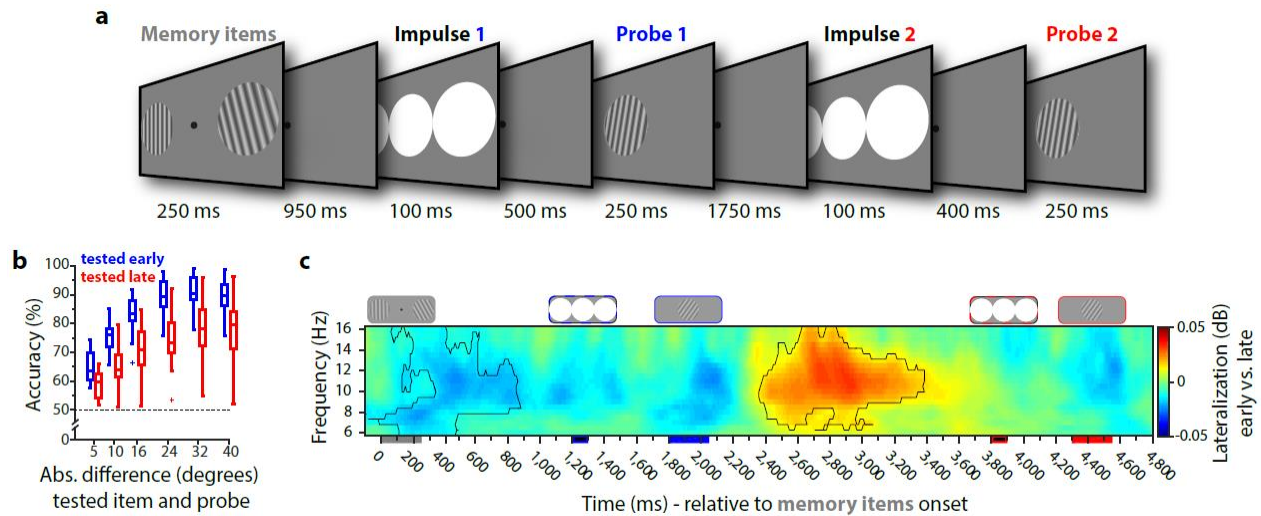 a
Memory items
Impulse 1
Probe 1
Impulse 2
Probe 2
250 ms
950 ms
100 ms
500 ms
250 ms
1750 ms
100 ms
400 ms
250 ms
b
tested early
tested late
Accuracy (%)
100
90
80
70
60
50
0
5 10 16 24 32 40
Abs. difference (degrees)
tested item and probe
c
Frequency (Hz)
16
14
12
10
8
6
0 200 400 600 800 1,000 1,200 1,400 1,600 1,800 2,000 2,200 2,400 2,600 2,800 3,000 3,200 3,400 3,600 3,800 4,000 4,200 4,400 4,600 4,800
Time (ms) - relative to memory items onset
0.05
0
-0.05
Lateralization (dB)
early vs. late